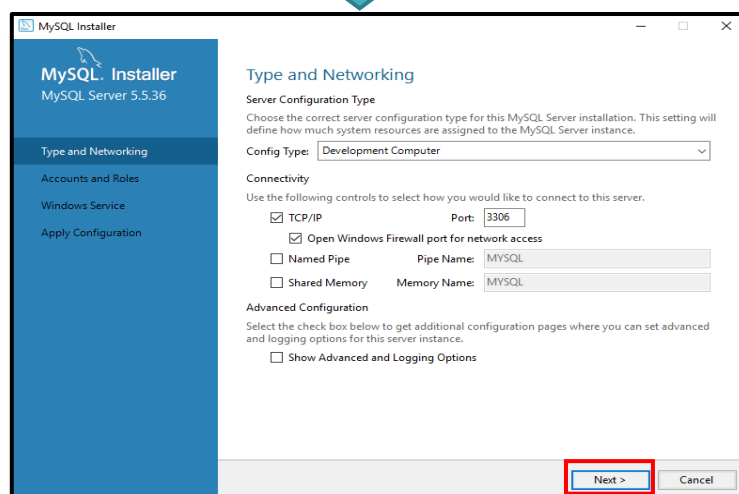 MySQL Installer
MySQL. Installer
MySQL Server 5.5.36
Type and Networking
Accounts and Roles
Windows Service
Apply Configuration
Type and Networking
Server Configuration Type
Choose the correct server configuration type for this MySQL Server installation. This setting will
define how much system resources are assigned to the MySQL Server instance.
Config Type: Development Computer
Connectivity
Use the following controls to select how you would like to connect to this server.
TCP/IP Port: 3306
Open Windows Firewall port for network access
Named Pipe Pipe Name: MYSQL
Shared Memory Memory Name: MYSQL
Advanced Configuration
Select the check box below to get additional configuration pages where you can set advanced
and logging options for this server instance.
Show Advanced and Logging Options
Next > Cancel